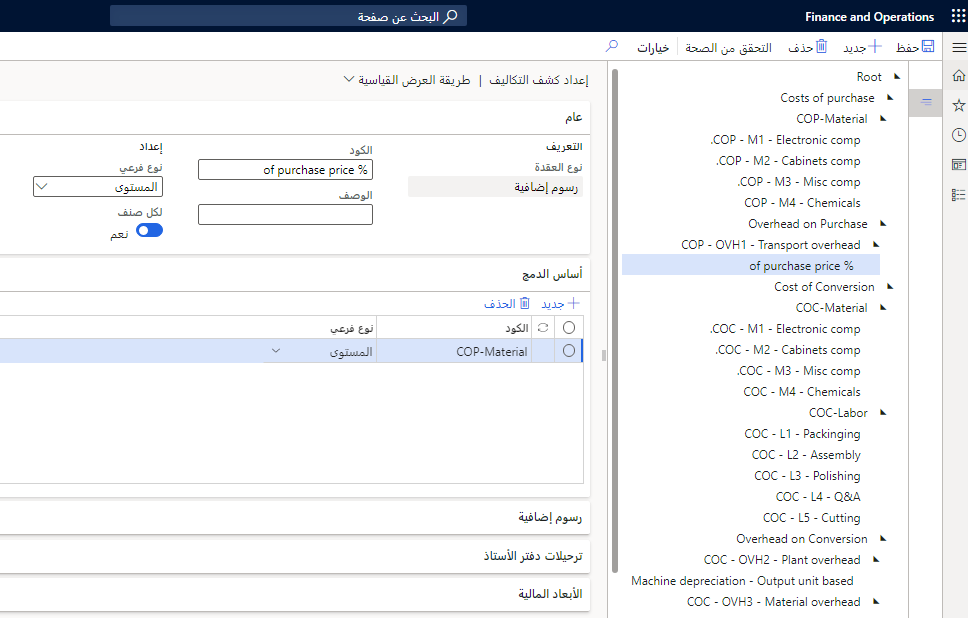 Finance and Operations
البحث عن صفحة
حفظ
جديد
حذف
التحقق من الصحة
خيارات
Root
Costs of purchase
COP-Material
COP - M1 - Electronic comp.
COP - M2 - Cabinets comp.
COP - M3 - Misc comp.
COP - M4 - Chemicals
Overhead on Purchase
COP - OVH1 - Transport overhead
% of purchase price
Cost of Conversion
COC-Material
COC - M1 - Electronic comp.
COC - M2 - Cabinets comp.
COC - M3 - Misc comp.
COC - M4 - Chemicals
COC-Labor
COC - L1 - Packinging
COC - L2 - Assembly
COC - L3 - Polishing
COC - L4 - Q&A
COC - L5 - Cutting
Overhead on Conversion
COC - OVH2 - Plant overhead
Machine depreciation - Output unit based
COC - OVH3 - Material overhead
إعداد كشف التكاليف | طريقة العرض القياسية
عام
التعريف
نوع العقدة
رسوم إضافية
الكود
% of purchase price
الوصف
إعداد
نوع فرعي
المستوى
لكل صنف
نعم
أساس الدمج
جديد
الحذف
الكود
نوع فرعي
COP-Material
المستوى
رسوم إضافية
ترحيلات دفتر الأستاذ
الأبعاد المالية